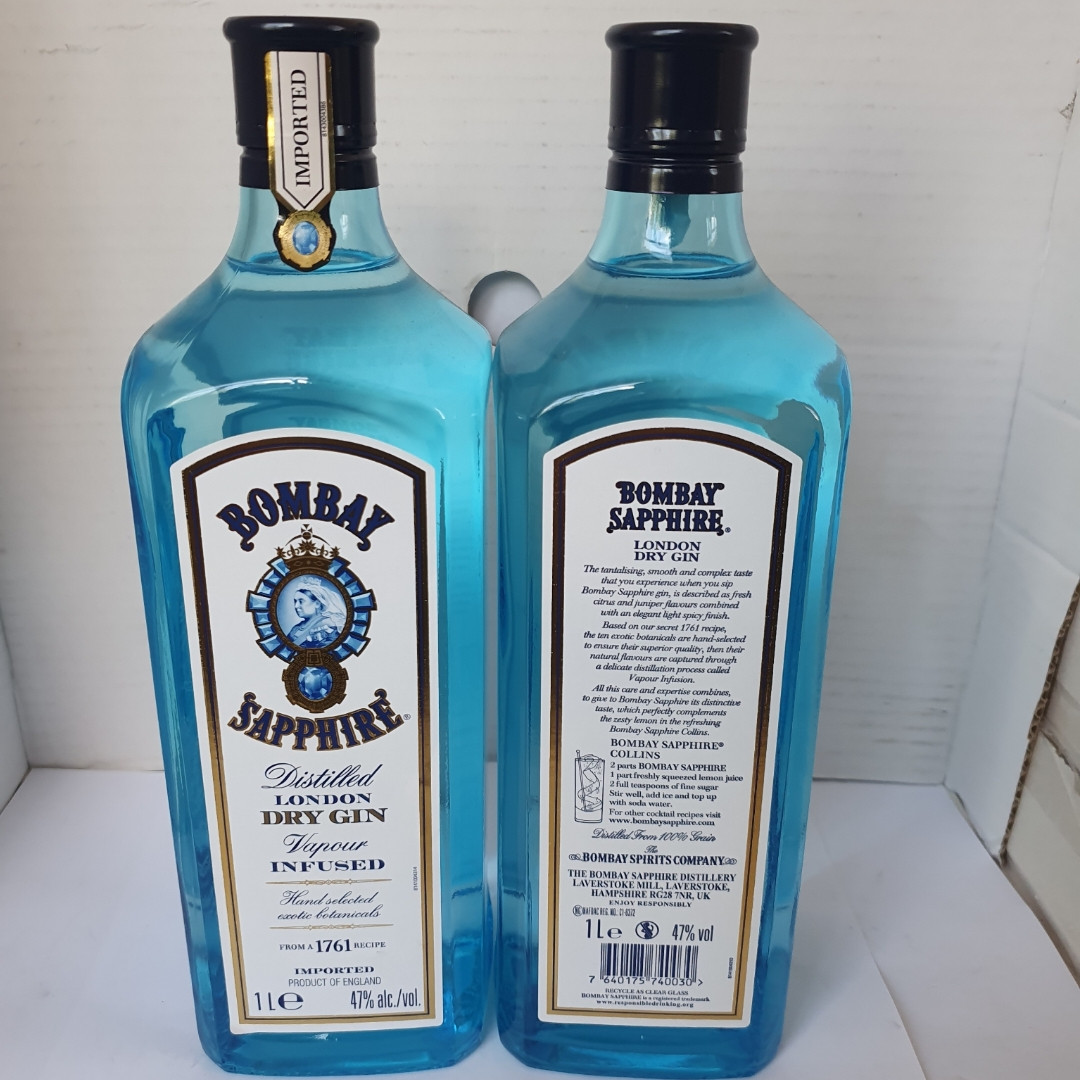 IMPORTED
BOMBAY
SAPPHIRE®
Distilled
LONDON
DRY GIN
Vapour
INFUSED
Hand selected
exotic botanicals
FROM A 1761 RECIPE
IMPORTED
PRODUCT OF ENGLAND
1 L e 47% alc./vol.
BOMBAY
SAPPHIRE®
LONDON
DRY GIN
The tantalising, smooth and complex taste
that you experience when you sip
Bombay Sapphire gin, is described as fresh
citrus and juniper flavours combined
with an elegant light spicy finish.
Based on our secret 1761 recipe,
the ten exotic botanicals are hand-selected
to ensure their superior quality, then their
natural flavours are captured through
a delicate distillation process called
Vapour Infusion.
All this care and expertise combines,
to give to Bombay Sapphire its distinctive
taste, which perfectly complements
the zesty lemon in the refreshing
Bombay Sapphire Collins.
BOMBAY SAPPHIRE®
COLLINS
2 parts BOMBAY SAPPHIRE
1 part freshly squeezed lemon juice
2 full teaspoons of fine sugar
Stir well, add ice and top up
with soda water.
For other cocktail recipes visit
www.bombaysapphire.com
Distilled From 100% Grain
The
BOMBAY SPIRITS COMPANY
THE BOMBAY SAPPHIRE DISTILLERY
LAVERSTOKE MILL, LAVERSTOKE,
HAMPSHIRE RG28 7NR, UK
ENJOY RESPONSIBLY
MAFDNC REG. NO. C1-0372
1 L e 47% vol
7 640175 740030 >
RECYCLE AS CLEAR GLASS
BOMBAY SAPPHIRE is a registered trademark
www.responsibledrinking.org